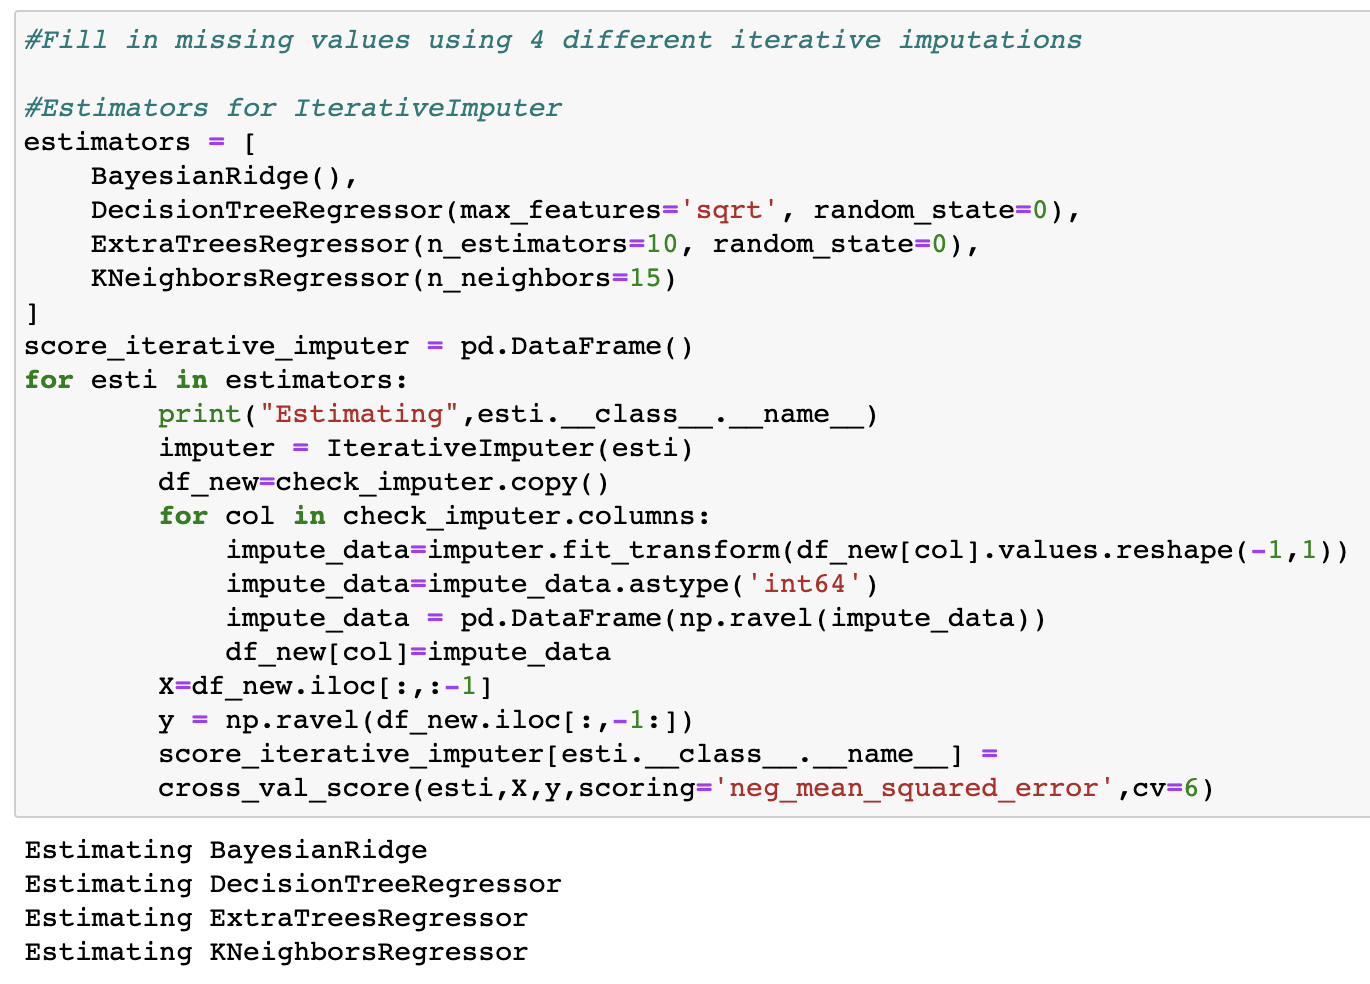 #Fill in missing values using 4 different iterative imputations
#Estimators for IterativeImputer
estimators = [
    BayesianRidge(),
    DecisionTreeRegressor(max_features='sqrt', random_state=0),
    ExtraTreesRegressor(n_estimators=10, random_state=0),
    KNeighborsRegressor(n_neighbors=15)
]
score_iterative_imputer = pd.DataFrame()
for esti in estimators:
        print("Estimating",esti.__class__.__name__)
        imputer = IterativeImputer(esti)
        df_new=check_imputer.copy()
        for col in check_imputer.columns:
            impute_data=imputer.fit_transform(df_new[col].values.reshape(-1,1))
            impute_data=impute_data.astype('int64')
            impute_data = pd.DataFrame(np.ravel(impute_data))
            df_new[col]=impute_data
        X=df_new.iloc[:,:-1]
        y = np.ravel(df_new.iloc[:,-1:])
        score_iterative_imputer[esti.__class__.__name__] =
        cross_val_score(esti,X,y,scoring='neg_mean_squared_error',cv=6)
Estimating BayesianRidge
Estimating DecisionTreeRegressor
Estimating ExtraTreesRegressor
Estimating KNeighborsRegressor